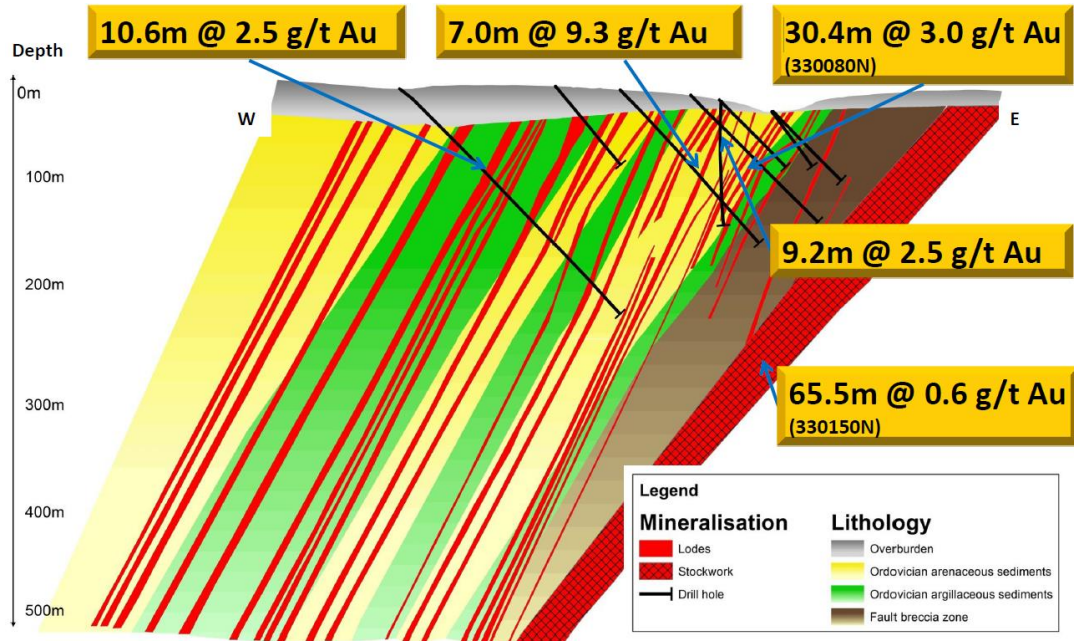 10.6m @ 2.5 g/t Au
7.0m @ 9.3 g/t Au
30.4m @ 3.0 g/t Au
(330080N)
Depth
0m
W
E
100m
9.2m @ 2.5 g/t Au
200m
300m
65.5m @ 0.6 g/t Au
(330150N)
400m
500m
Legend
Mineralisation
Lodes
Stockwork
Drill hole
Lithology
Overburden
Ordovician arenaceous sediments
Ordovician argillaceous sediments
Fault breccia zone